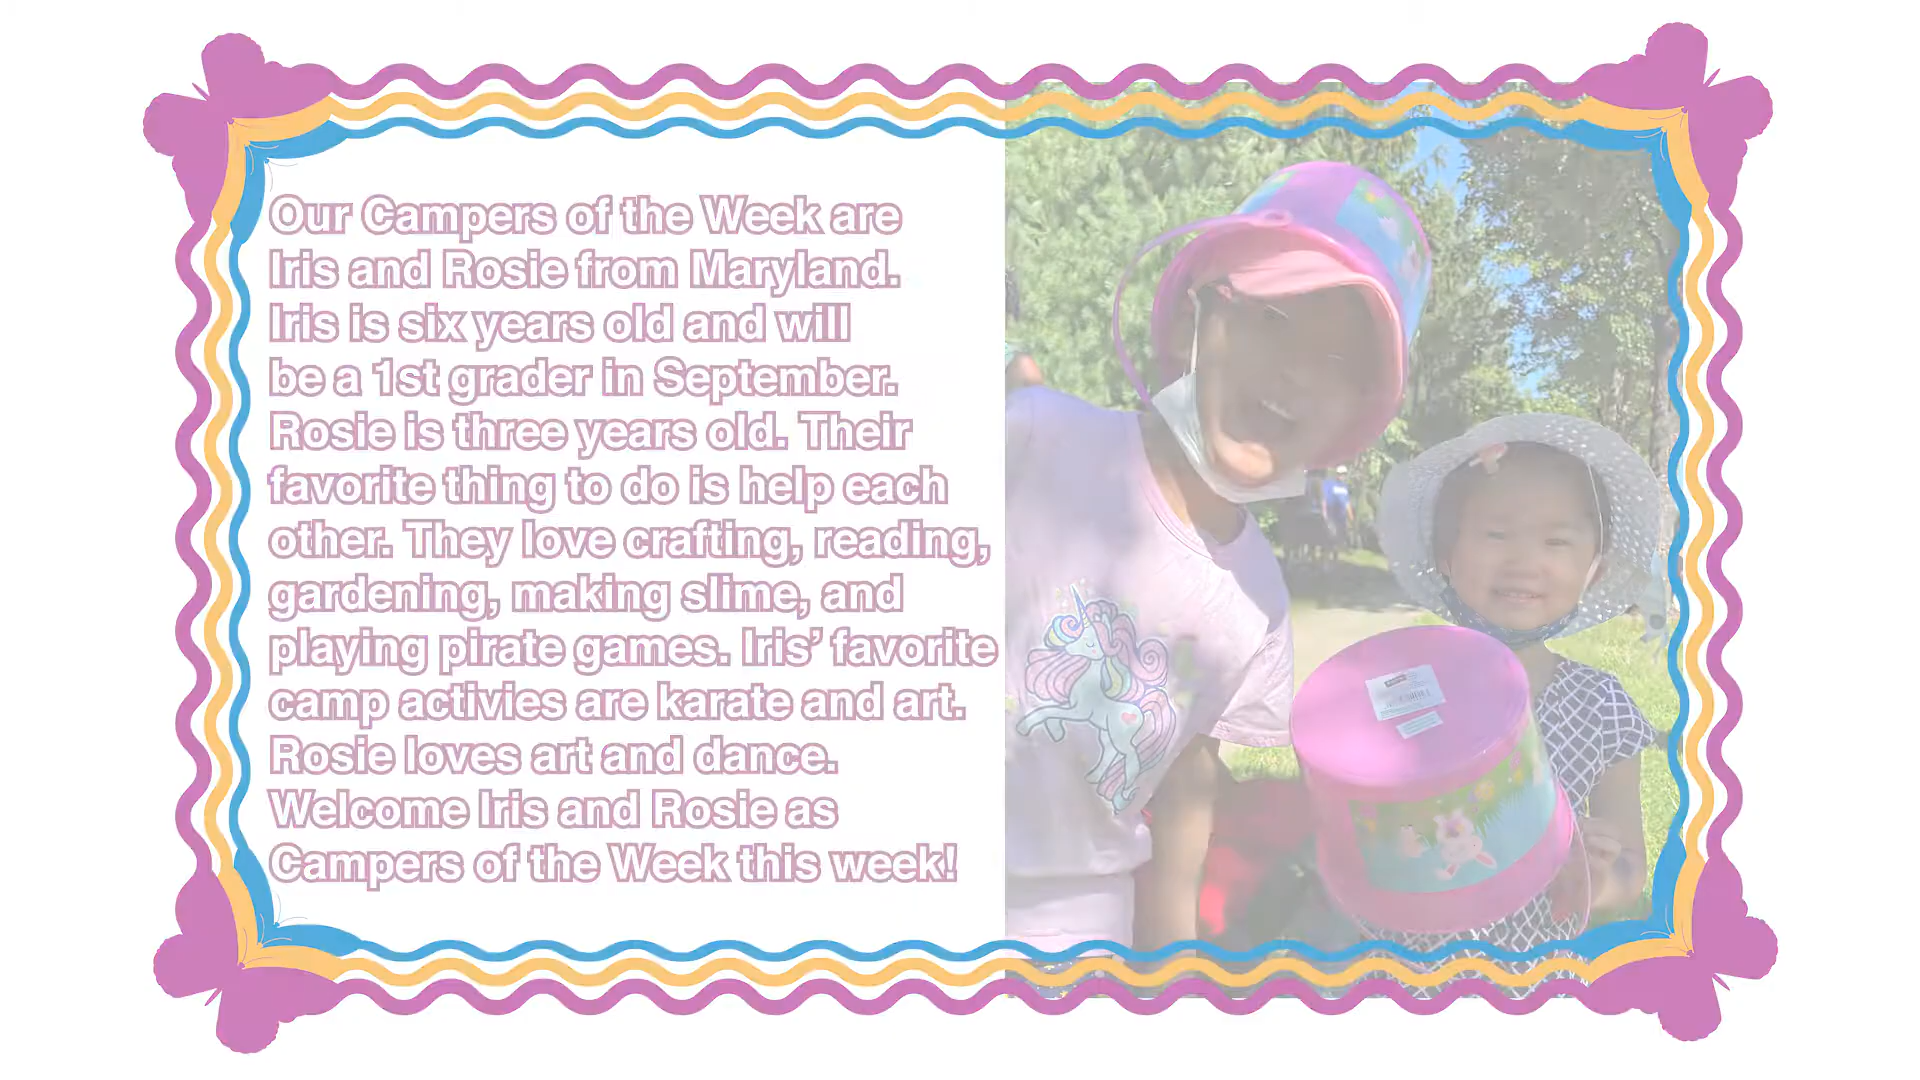 Our Campers of the Week are
Iris and Rosie from Maryland.
Iris is six years old and will
be a 1st grader in September.
Rosie is three years old. Their
favorite thing to do is help each
other. They love crafting, reading,
gardening, making slime, and
playing pirate games. Iris’ favorite
camp activies are karate and art.
Rosie loves art and dance.
Welcome Iris and Rosie as
Campers of the Week this week!